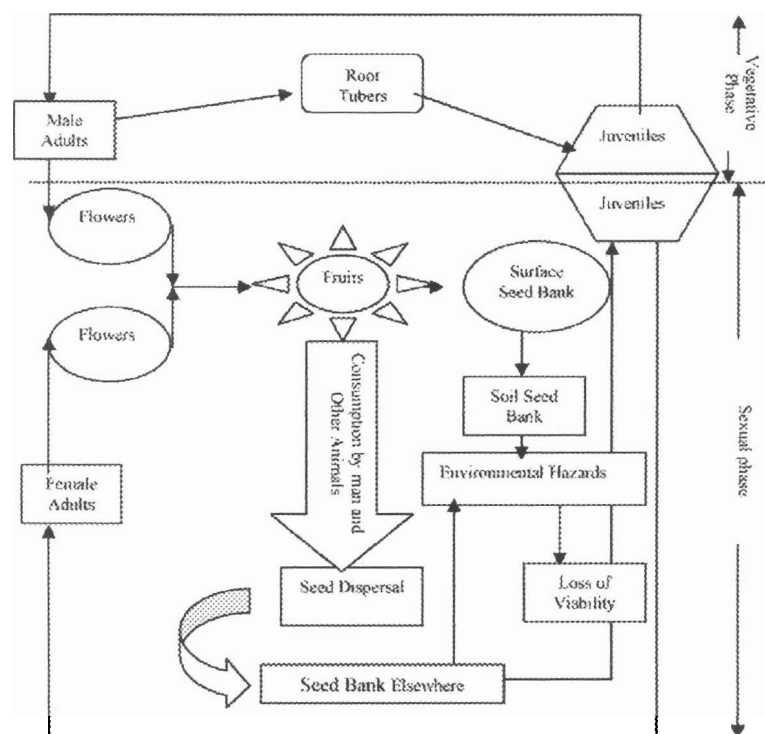 Root
Tubers
Vegetative
Phase
Male
Adults
Juveniles
Juveniles
Flowers
Fruits
Surface
Seed Bank
Flowers
Consumption by man and
Other Animals
Soil Seed
Bank
Sexual phase
Female
Adults
Environmental Hazards
Seed Dispersal
Loss of
Viability
Seed Bank Elsewhere